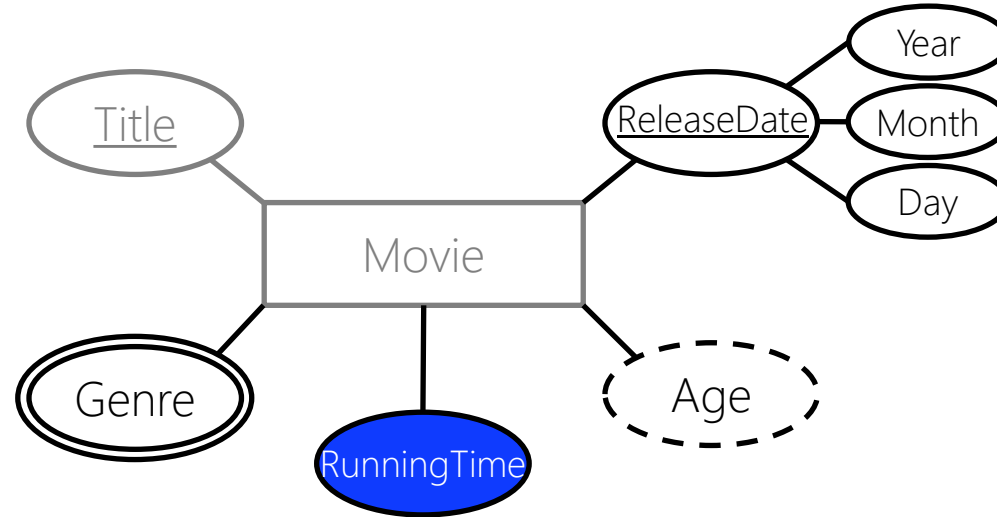 Year
Title
ReleaseDate
Month
Day
Movie
Genre
Age
RunningTime